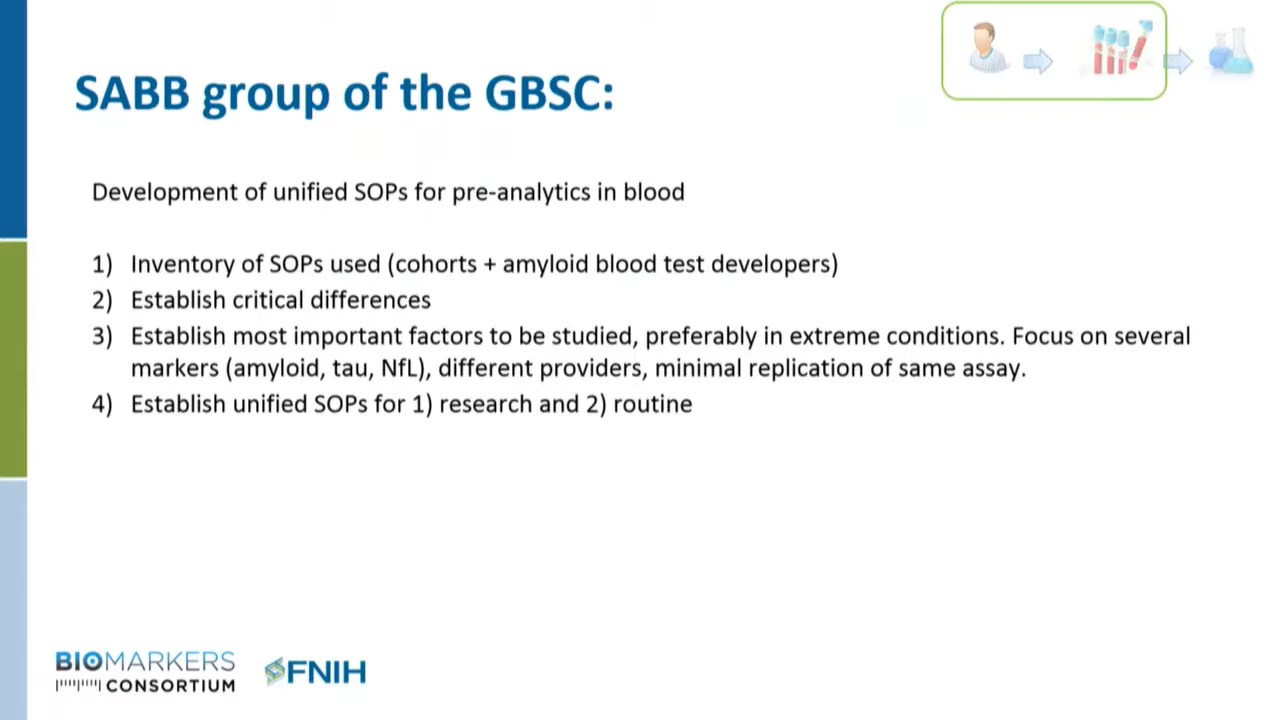 SABB group of the GBSC:
Development of unified SOPs for pre-analytics in blood
1) Inventory of SOPs used (cohorts + amyloid blood test developers)
2) Establish critical differences
3) Establish most important factors to be studied, preferably in extreme conditions. Focus on several
markers (amyloid, tau, NfL), different providers, minimal replication of same assay.
4) Establish unified SOPs for 1) research and 2) routine
BIOMARKERS
CONSORTIUM
FNIH